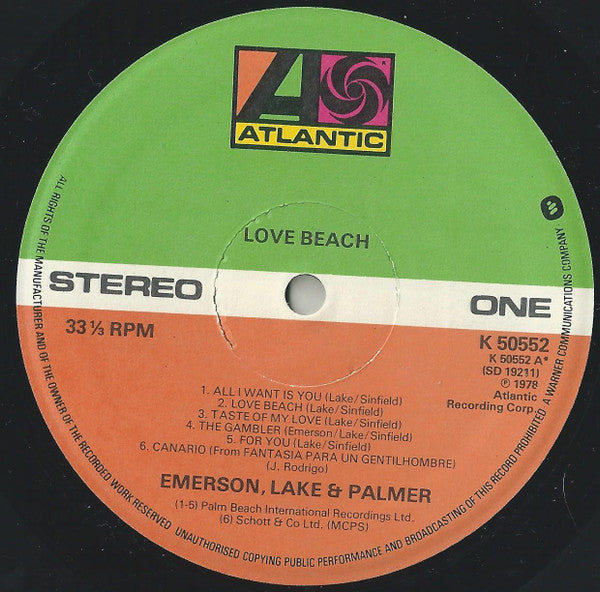 ATLANTIC
®
LOVE BEACH
STEREO
ONE
33 ⅓ RPM
K 50552
K 50552 A*
(SD 19211)
℗ 1978
Atlantic
Recording Corp.
1. ALL I WANT IS YOU (Lake/Sinfield)
2. LOVE BEACH (Lake/Sinfield)
3. TASTE OF MY LOVE (Lake/Sinfield)
4. THE GAMBLER (Emerson/Lake/Sinfield)
5. FOR YOU (Lake/Sinfield)
6. CANARIO (From FANTASIA PARA UN GENTILHOMBRE)
(J. Rodrigo)
EMERSON, LAKE & PALMER
(1-5) Palm Beach International Recordings Ltd.
(6) Schott & Co Ltd. (MCPS)
ALL RIGHTS OF THE MANUFACTURER AND OF THE OWNER OF THE RECORDED WORK RESERVED UNAUTHORISED COPYING PUBLIC PERFORMANCE AND BROADCASTING OF THIS RECORD PROHIBITED A WARNER COMMUNICATIONS COMPANY